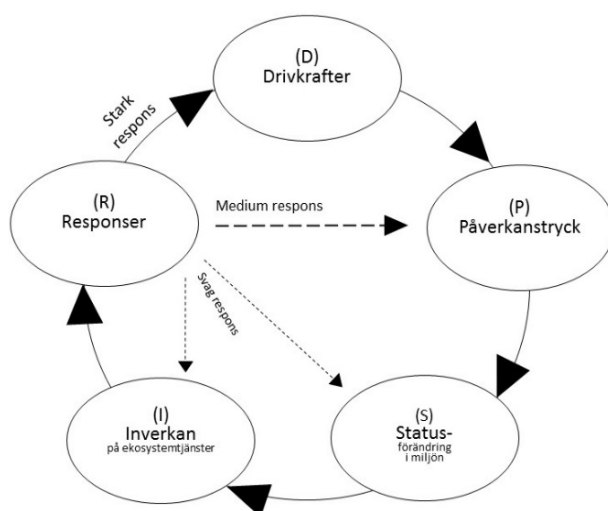 (D)
Drivkrafter
Stark
respons
(R)
Responser
Medium respons
(P)
Påverkanstryck
Svag respons
(I)
Inverkan
på ekosystemtjänster
(S)
Status-
förändring
i miljön